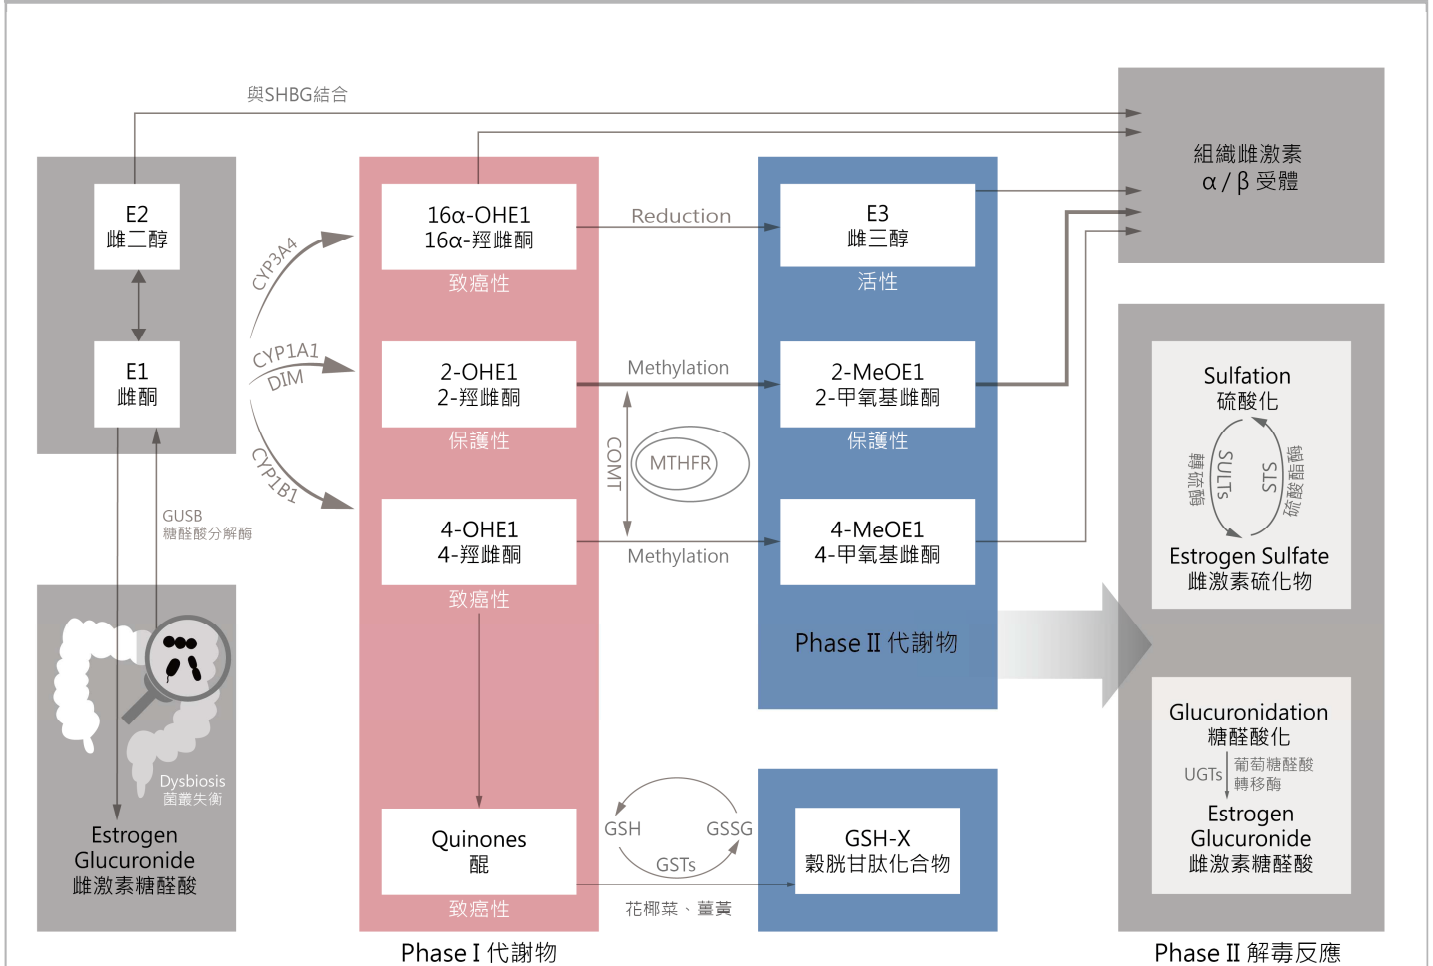 與SHBG結合
E2
雌二醇
E1
雌酮
CYP3A4
CYP1A1
DIM
CYP1B1
GUSB
糖醛酸分解酶
Dysbiosis
菌叢失衡
Estrogen
Glucuronide
雌激素糖醛酸
16α-OHE1
16α-羥雌酮
致癌性
2-OHE1
2-羥雌酮
保護性
4-OHE1
4-羥雌酮
致癌性
Quinones
醌
致癌性
Phase I 代謝物
Reduction
Methylation
COMT
MTHFR
Methylation
GSH
GSSG
GSTs
花椰菜、薑黃
E3
雌三醇
活性
2-MeOE1
2-甲氧基雌酮
保護性
4-MeOE1
4-甲氧基雌酮
Phase II 代謝物
GSH-X
穀胱甘肽化合物
組織雌激素
α / β 受體
Sulfation
硫酸化
轉硫酶
SULTs
STS
硫酸酯酶
Estrogen Sulfate
雌激素硫化物
Glucuronidation
糖醛酸化
UGTs
葡萄糖醛酸
轉移酶
Estrogen
Glucuronide
雌激素糖醛酸
Phase II 解毒反應